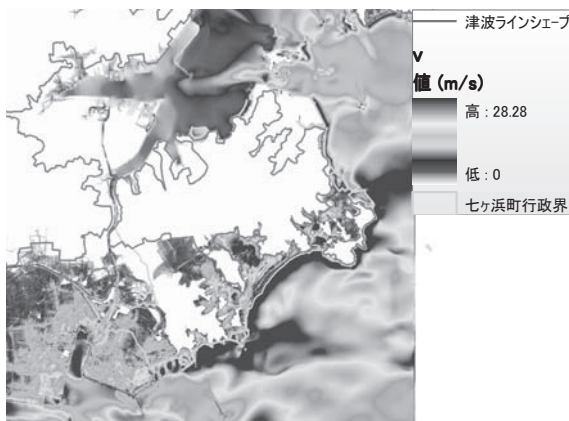 津波ラインシェープ
v
値 (m/s)
高 : 28.28
低 : 0
七ヶ浜町行政界